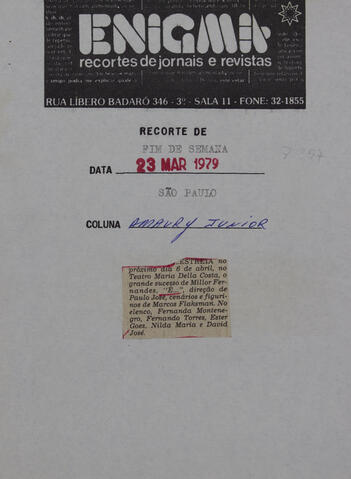 ENIGMA
recortes de jornais e revistas
RUA LÍBERO BADARÓ 346 - 3º - SALA 11 - FONE: 32-1855
RECORTE DE
FIM DE SEMANA
DATA 23 MAR 1979
SÃO PAULO
COLUNA AMAURY JUNIOR
ESTRÉIA no
próximo dia 6 de abril, no
Teatro Maria Della Costa, o
grande sucesso de Millor Fer-
nandes, "É...", direção de
Paulo José, cenários e figuri-
nos de Marcos Flaksman. No
elenco, Fernanda Montene-
gro, Fernando Torres, Ester
Goes, Nilda Maria e David
José.